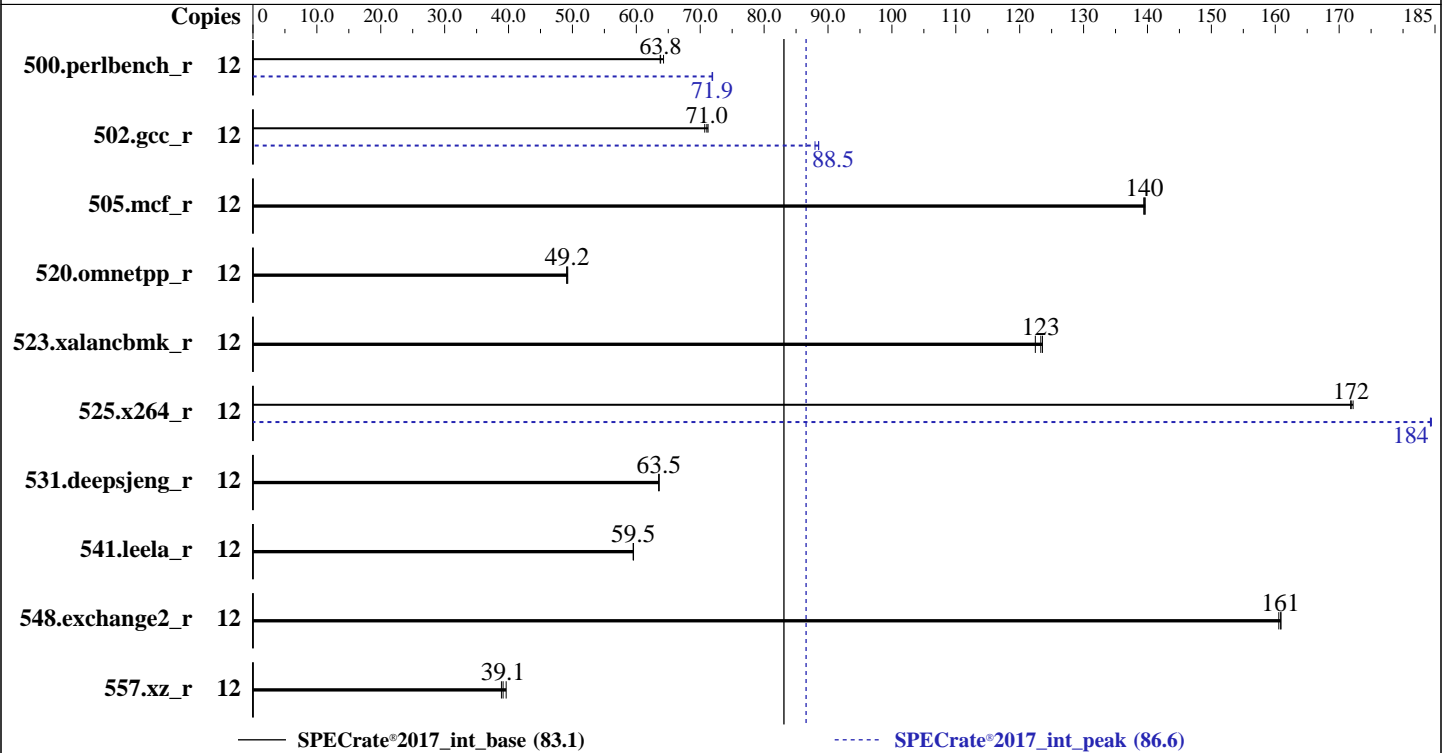 Copies 0 10.0 20.0 30.0 40.0 50.0 60.0 70.0 80.0 90.0 100 110 120 130 140 150 160 170 185
63.8
500.perlbench_r 12
71.9
71.0
502.gcc_r 12
88.5
140
505.mcf_r 12
49.2
520.omnetpp_r 12
123
523.xalancbmk_r 12
172
525.x264_r 12
184
63.5
531.deepsjeng_r 12
59.5
541.leela_r 12
161
548.exchange2_r 12
39.1
557.xz_r 12
SPECrate®2017_int_base (83.1) SPECrate®2017_int_peak (86.6)